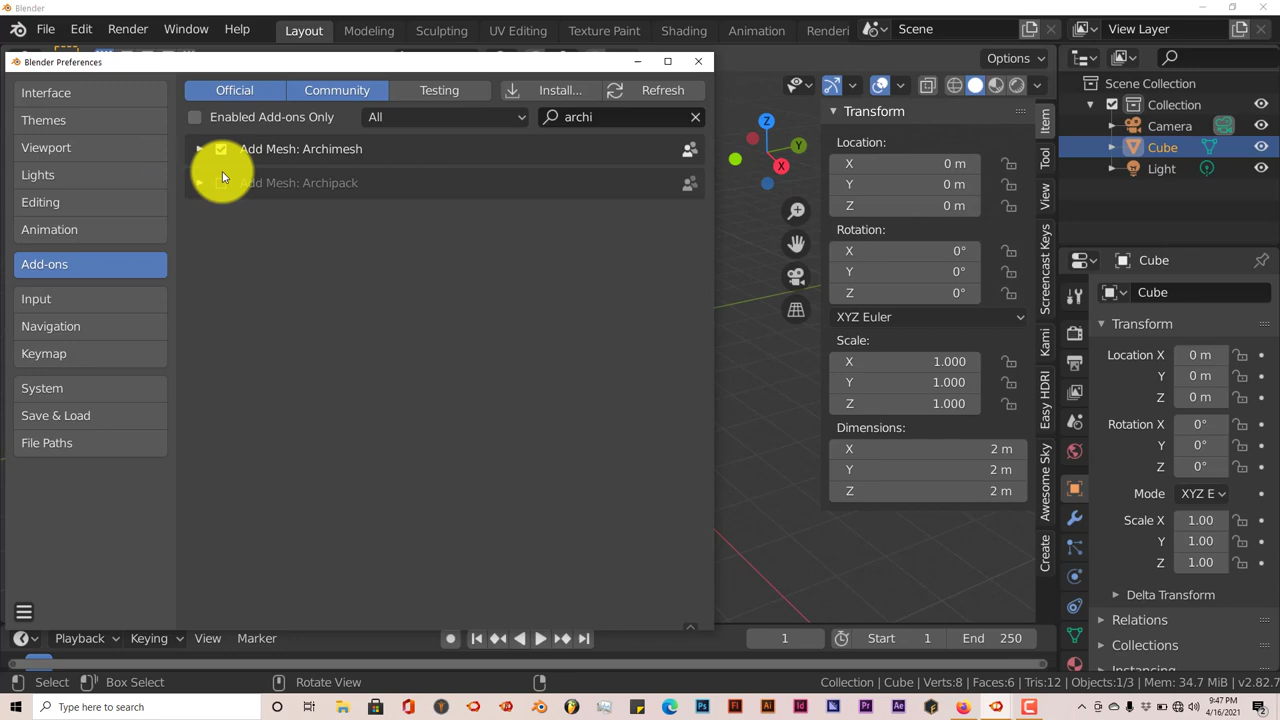 Blender
File Edit Render Window Help Layout Modeling Sculpting UV Editing Texture Paint Shading Animation Renderi Scene View Layer
Blender Preferences
Options
Interface
Themes
Viewport
Lights
Editing
Animation
Add-ons
Input
Navigation
Keymap
System
Save & Load
File Paths
Official Community Testing Install... Refresh
Enabled Add-ons Only All archi
Add Mesh: Archimesh
Add Mesh: Archipack
Z
Y
X
Transform
Location:
X 0 m
Y 0 m
Z 0 m
Rotation:
X 0°
Y 0°
Z 0°
XYZ Euler
Scale:
X 1.000
Y 1.000
Z 1.000
Dimensions:
X 2 m
Y 2 m
Z 2 m
Item
Tool
View
Screencast Keys
Kami
Easy HDRI
Awesome Sky
Create
Scene Collection
Collection
Camera
Cube
Light
Cube
Cube
Transform
Location X 0 m
Y 0 m
Z 0 m
Rotation X 0°
Y 0°
Z 0°
Mode XYZ E
Scale X 1.00
Y 1.00
Z 1.00
Delta Transform
Relations
Collections
Instancing
Playback Keying View Marker 1 Start 1 End 250
Select Box Select Rotate View Collection | Cube | Verts:8 | Faces:6 | Tris:12 | Objects:1/3 | Mem: 34.7 MiB | v2.82.7
Type here to search
9:47 PM
4/16/2021